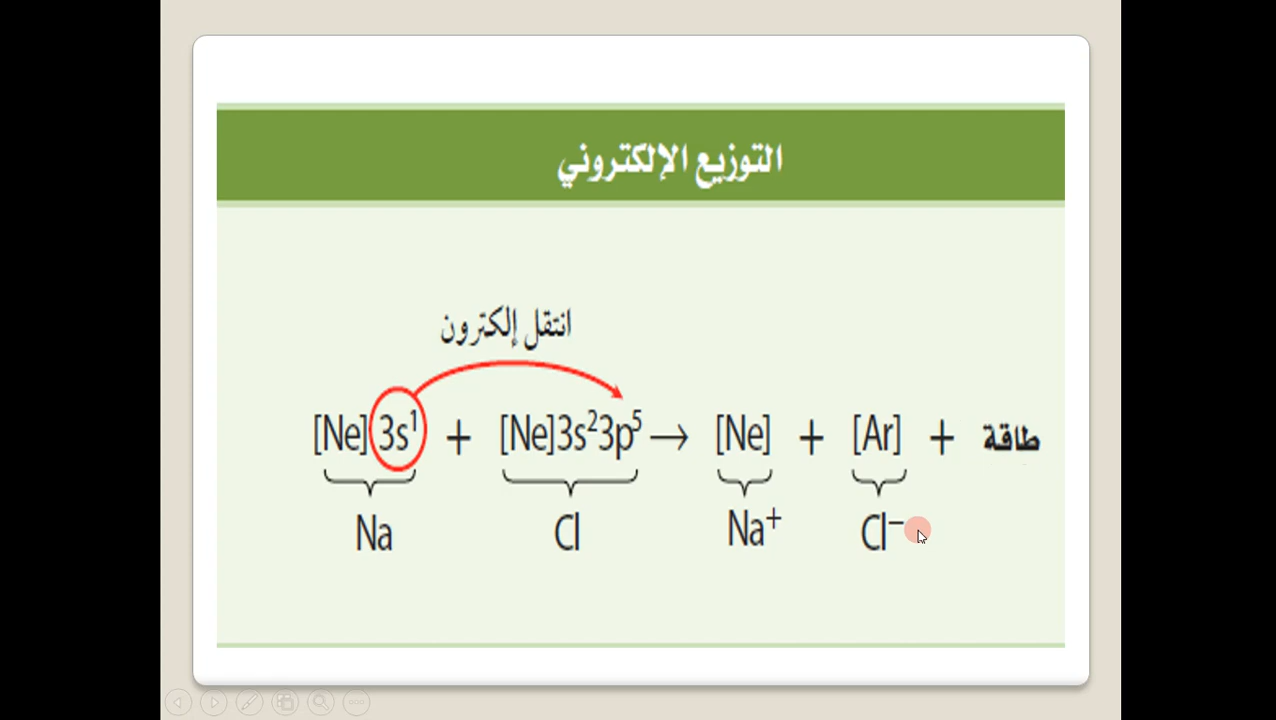 التوزيع الإلكتروني
انتقل إلكترون
[Ne] 3s¹ + [Ne]3s²3p⁵ → [Ne] + [Ar] + طاقة
Na Cl Na⁺ Cl⁻